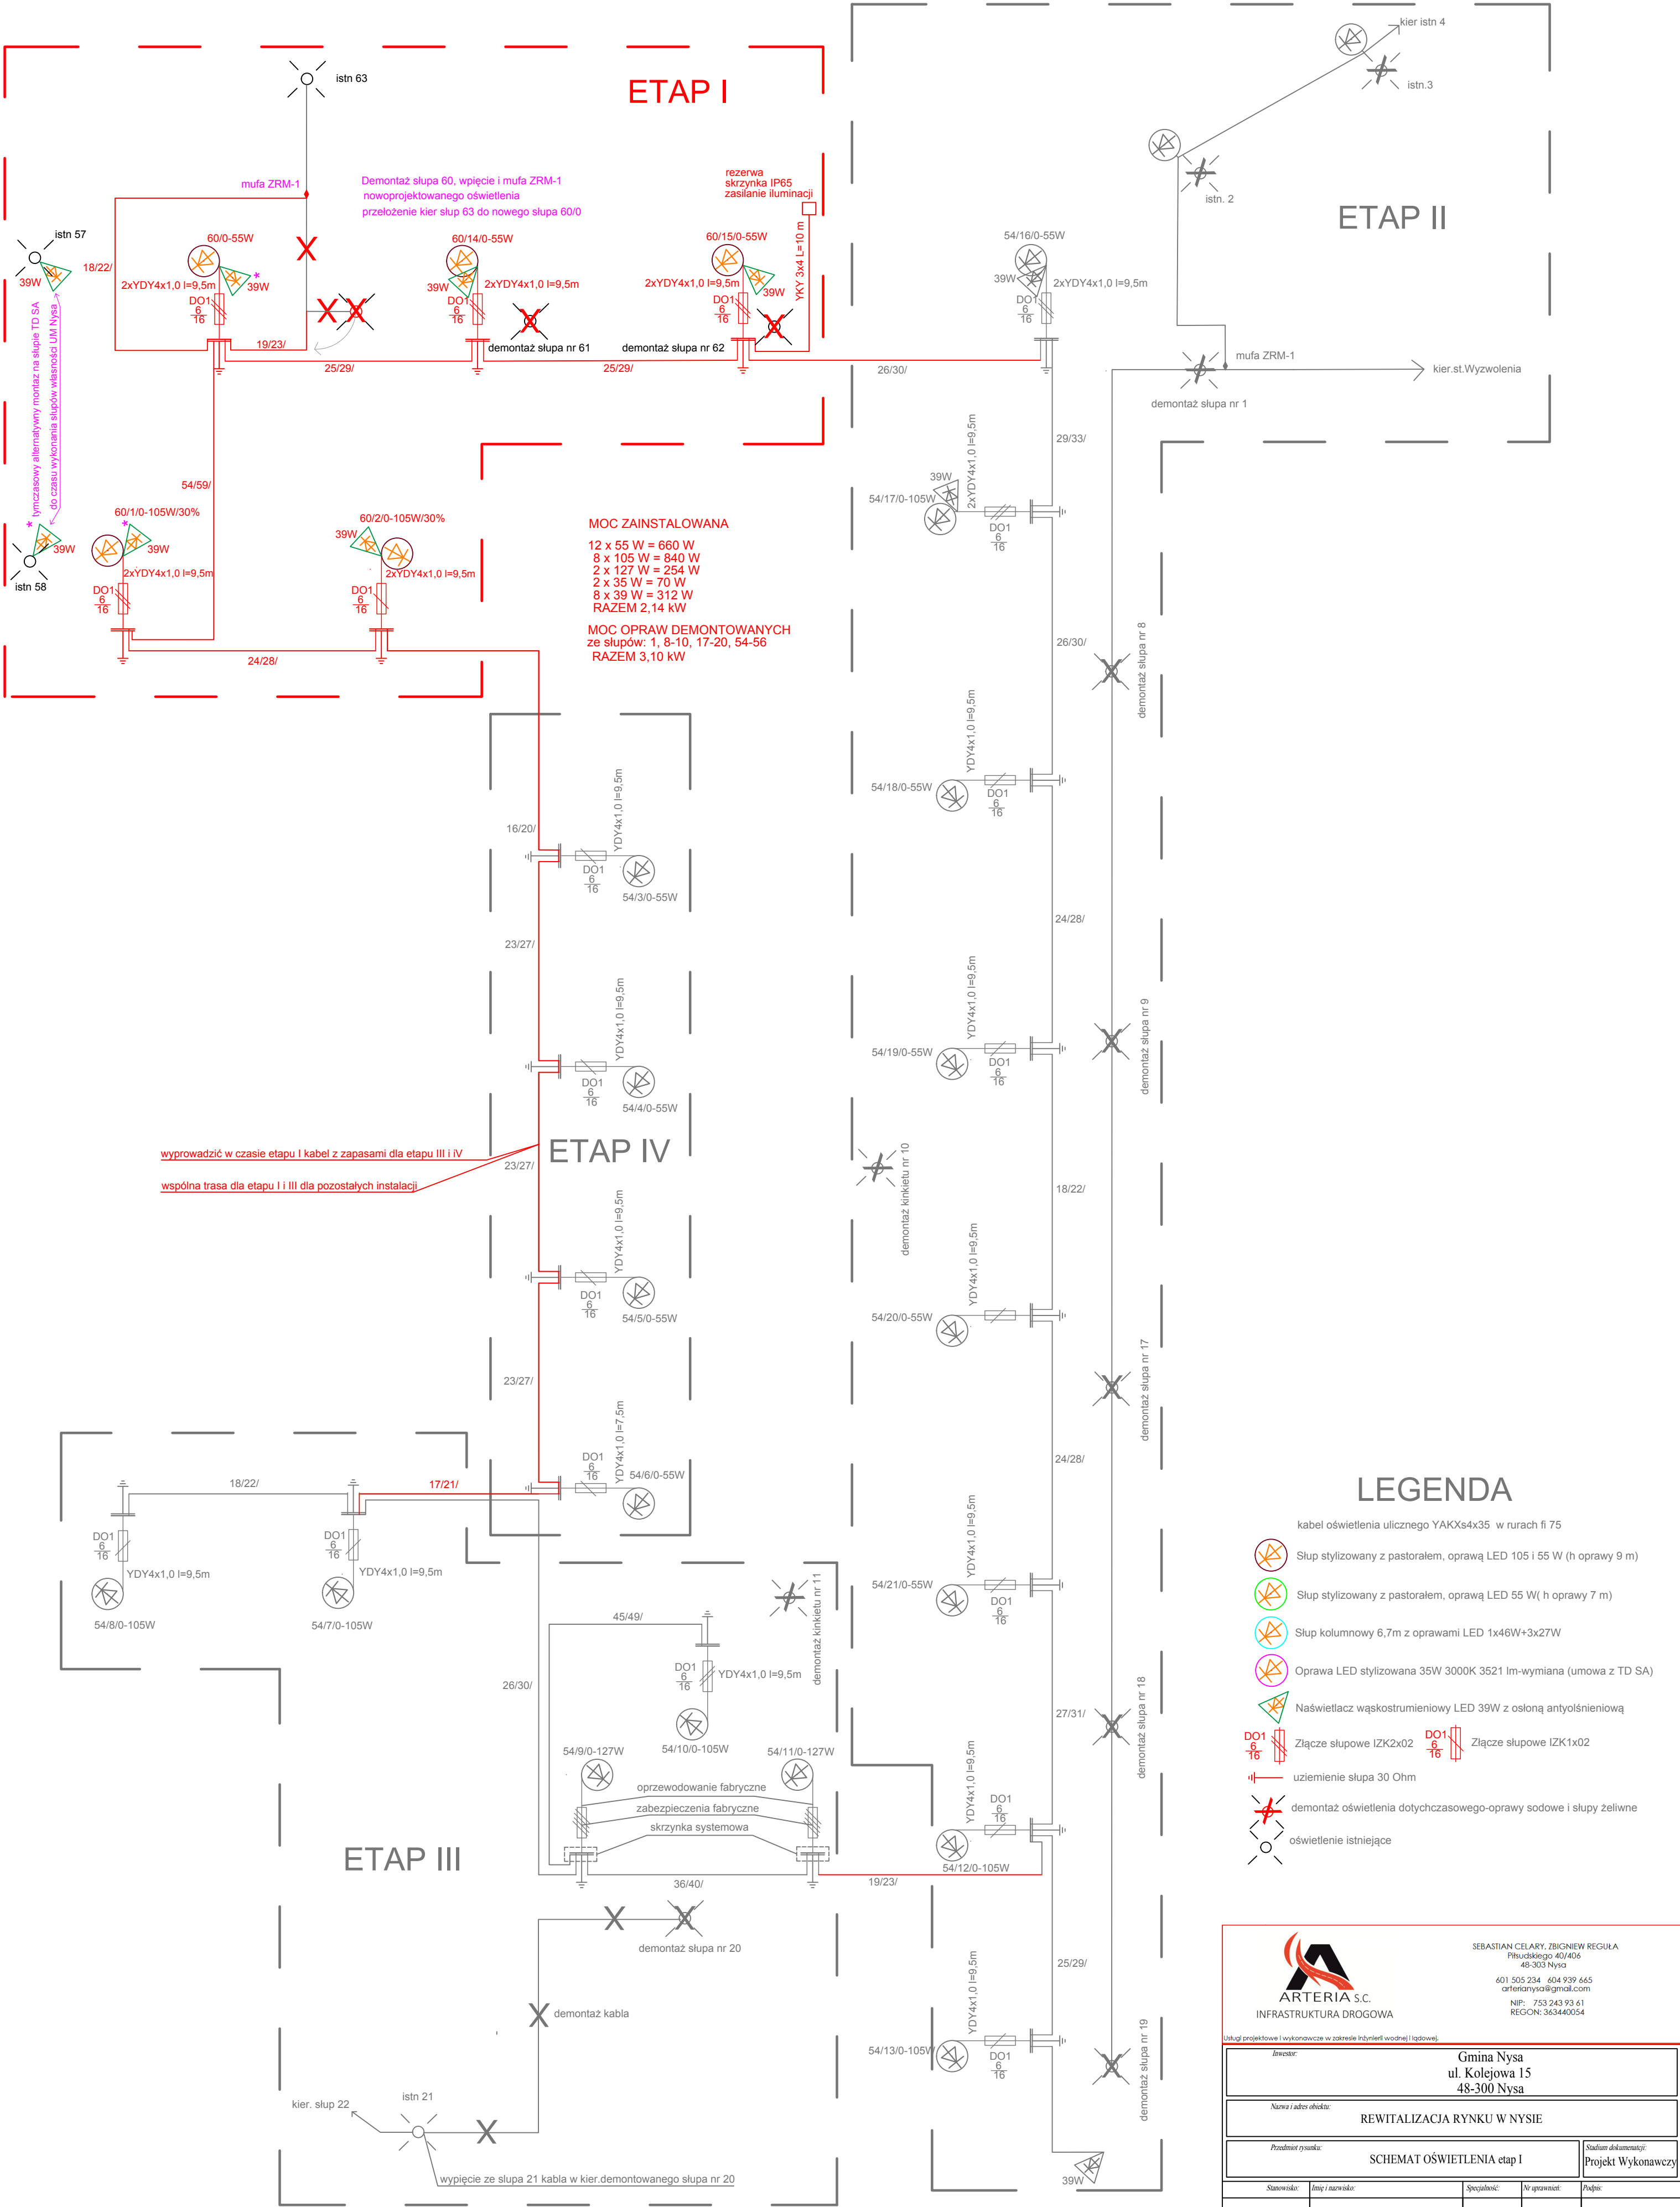 ETAP I
istn 63
mufa ZRM-1
Demontaż słupa 60, wpięcie i mufa ZRM-1
nowoprojektowanego oświetlenia
przełożenie kier słup 63 do nowego słupa 60/0
rezerwa
skrzynka IP65
zasilanie iluminacji
YKY 3x4 L=10 m
istn 57
39W
18/22/
60/0-55W
2xYDY4x1,0 l=9,5m
*
39W
DO1
6
16
19/23/
60/14/0-55W
39W
2xYDY4x1,0 l=9,5m
DO1
6
16
demontaż słupa nr 61
60/15/0-55W
2xYDY4x1,0 l=9,5m
39W
DO1
6
16
demontaż słupa nr 62
25/29/
25/29/
* tymczasowy alternatywny montaż na słupie TD SA
do czasu wykonania słupów własności UM Nysa
54/59/
istn 58
39W
60/1/0-105W/30%
*
39W
2xYDY4x1,0 l=9,5m
DO1
6
16
60/2/0-105W/30%
39W
2xYDY4x1,0 l=9,5m
DO1
6
16
24/28/
MOC ZAINSTALOWANA
12 x 55 W = 660 W
8 x 105 W = 840 W
2 x 127 W = 254 W
2 x 35 W = 70 W
8 x 39 W = 312 W
RAZEM 2,14 kW
MOC OPRAW DEMONTOWANYCH
ze słupów: 1, 8-10, 17-20, 54-56
RAZEM 3,10 kW
ETAP II
kier istn 4
istn.3
istn. 2
mufa ZRM-1
kier.st.Wyzwolenia
demontaż słupa nr 1
54/16/0-55W
39W
2xYDY4x1,0 l=9,5m
DO1
6
16
26/30/
29/33/
39W
54/17/0-105W
2xYDY4x1,0 l=9,5m
DO1
6
16
26/30/
demontaż słupa nr 8
YDY4x1,0 l=9,5m
54/18/0-55W
DO1
6
16
24/28/
YDY4x1,0 l=9,5m
54/19/0-55W
DO1
6
16
demontaż słupa nr 9
demontaż kinkietu nr 10
18/22/
YDY4x1,0 l=9,5m
54/20/0-55W
DO1
6
16
demontaż słupa nr 17
24/28/
YDY4x1,0 l=9,5m
54/21/0-55W
DO1
6
16
27/31/
demontaż słupa nr 18
YDY4x1,0 l=9,5m
DO1
6
16
54/12/0-105W
19/23/
25/29/
YDY4x1,0 l=9,5m
54/13/0-105W
DO1
6
16
demontaż słupa nr 19
39W
ETAP IV
16/20/
YDY4x1,0 l=9,5m
DO1
6
16
54/3/0-55W
23/27/
YDY4x1,0 l=9,5m
DO1
6
16
54/4/0-55W
wyprowadzić w czasie etapu I kabel z zapasami dla etapu III i iV
wspólna trasa dla etapu I i III dla pozostałych instalacji
23/27/
YDY4x1,0 l=9,5m
DO1
6
16
54/5/0-55W
23/27/
YDY4x1,0 l=7,5m
DO1
6
16
54/6/0-55W
18/22/
17/21/
DO1
6
16
YDY4x1,0 l=9,5m
54/8/0-105W
DO1
6
16
YDY4x1,0 l=9,5m
54/7/0-105W
ETAP III
26/30/
45/49/
DO1
6
16
YDY4x1,0 l=9,5m
54/10/0-105W
demontaż kinkietu nr 11
54/9/0-127W
54/11/0-127W
oprzewodowanie fabryczne
zabezpieczenia fabryczne
skrzynka systemowa
36/40/
demontaż słupa nr 20
demontaż kabla
kier. słup 22
istn 21
wypięcie ze slupa 21 kabla w kier.demontowanego słupa nr 20
LEGENDA
kabel oświetlenia ulicznego YAKXs4x35 w rurach fi 75
Słup stylizowany z pastorałem, oprawą LED 105 i 55 W (h oprawy 9 m)
Słup stylizowany z pastorałem, oprawą LED 55 W( h oprawy 7 m)
Słup kolumnowy 6,7m z oprawami LED 1x46W+3x27W
Oprawa LED stylizowana 35W 3000K 3521 lm-wymiana (umowa z TD SA)
Naświetlacz wąskostrumieniowy LED 39W z osłoną antyolśnieniową
DO1
6
16
Złącze słupowe IZK2x02
DO1
6
16
Złącze słupowe IZK1x02
uziemienie słupa 30 Ohm
demontaż oświetlenia dotychczasowego-oprawy sodowe i słupy żeliwne
oświetlenie istniejące
ARTERIA S.C.
INFRASTRUKTURA DROGOWA
SEBASTIAN CELARY, ZBIGNIEW REGUŁA
Piłsudskiego 40/406
48-303 Nysa
601 505 234 604 939 665
arterianysa@gmail.com
NIP: 753 243 93 61
REGON: 363440054
Usługi projektowe i wykonawcze w zakresie inżynierii wodnej i lądowej.
Inwestor:
Gmina Nysa
ul. Kolejowa 15
48-300 Nysa
Nazwa i adres obiektu:
REWITALIZACJA RYNKU W NYSIE
Przedmiot rysunku:
SCHEMAT OŚWIETLENIA etap I
Stadium dokumentacji:
Projekt Wykonawczy
Stanowisko:
Imię i nazwisko:
Specjalność:
Nr uprawnień:
Podpis: